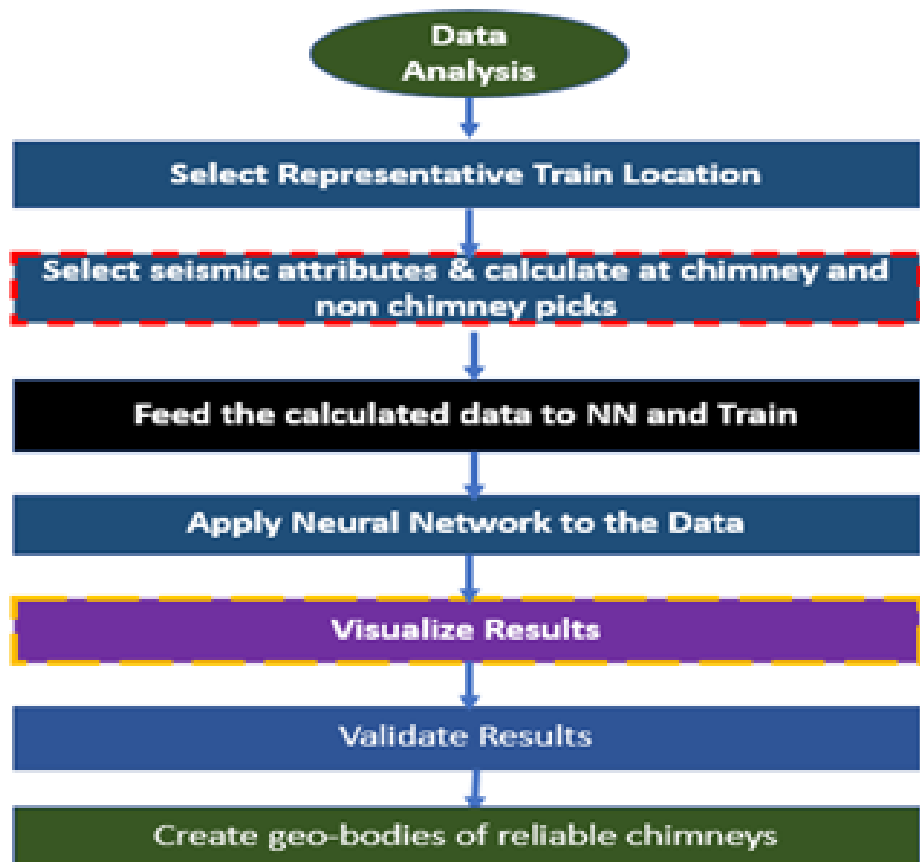 Data
Analysis
Select Representative Train Location
Select seismic attributes & calculate at chimney and
non chimney picks
Feed the calculated data to NN and Train
Apply Neural Network to the Data
Visualize Results
Validate Results
Create geo-bodies of reliable chimneys